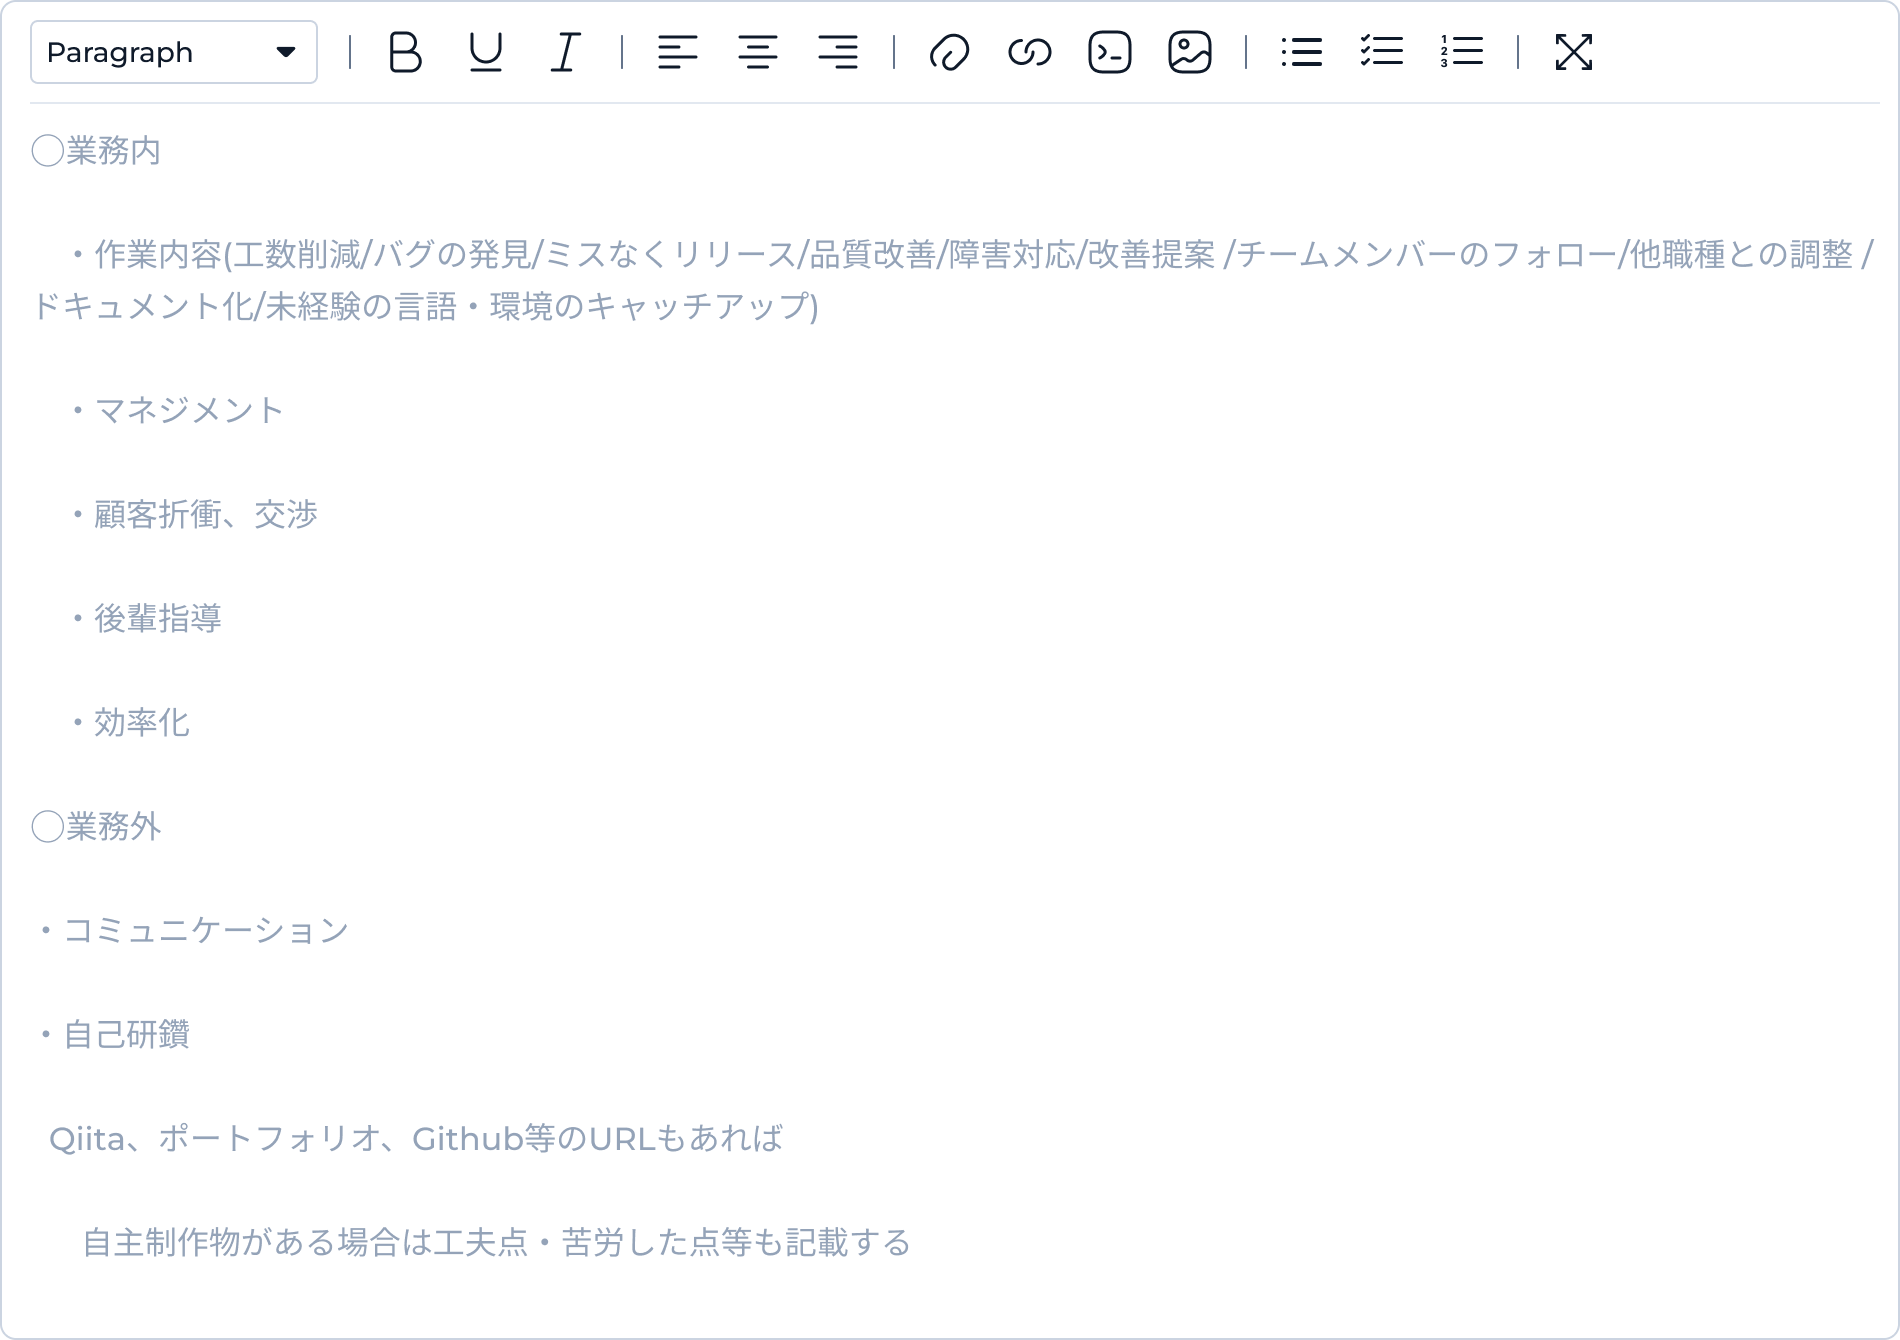 Paragraph
◯業務内
・作業内容(工数削減/バグの発見/ミスなくリリース/品質改善/障害対応/改善提案 /チームメンバーのフォロー/他職種との調整 /
ドキュメント化/未経験の言語・環境のキャッチアップ)
・マネジメント
・顧客折衝、交渉
・後輩指導
・効率化
◯業務外
・コミュニケーション
・自己研鑽
Qiita、ポートフォリオ、Github等のURLもあれば
自主制作物がある場合は工夫点・苦労した点等も記載する